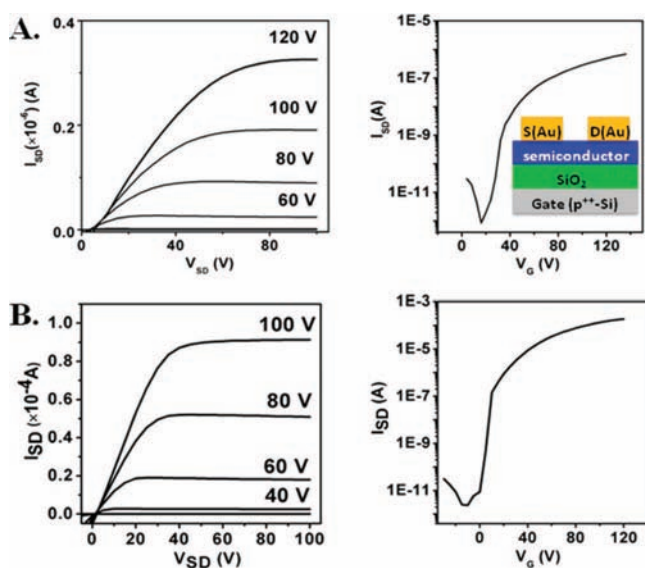 A.
0.4
0.2
0.0
I_SD(×10⁻⁶) (A)
120 V
100 V
80 V
60 V
0 40 80
V_SD (V)
1E-5
1E-7
1E-9
1E-11
I_SD(A)
S(Au) D(Au)
semiconductor
SiO₂
Gate (p⁺⁺-Si)
0 40 80 120
V_G (V)
B.
1.0
0.8
0.6
0.4
0.2
0.0
I_SD (×10⁻⁴A)
100 V
80 V
60 V
40 V
0 20 40 60 80 100
V_SD (V)
1E-3
1E-5
1E-7
1E-9
1E-11
I_SD (A)
0 40 80 120
V_G (V)